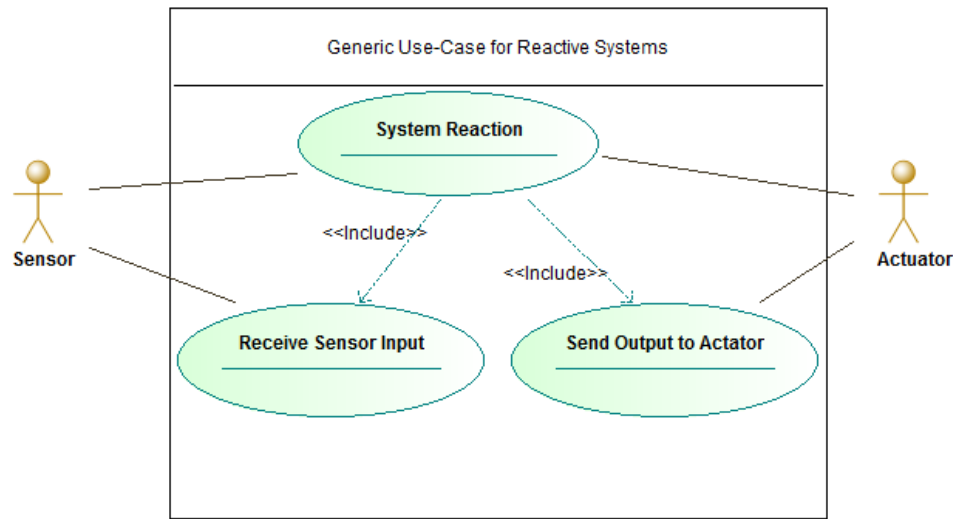 Generic Use-Case for Reactive Systems
System Reaction
<<Include>>
<<Include>>
Sensor
Actuator
Receive Sensor Input
Send Output to Actator